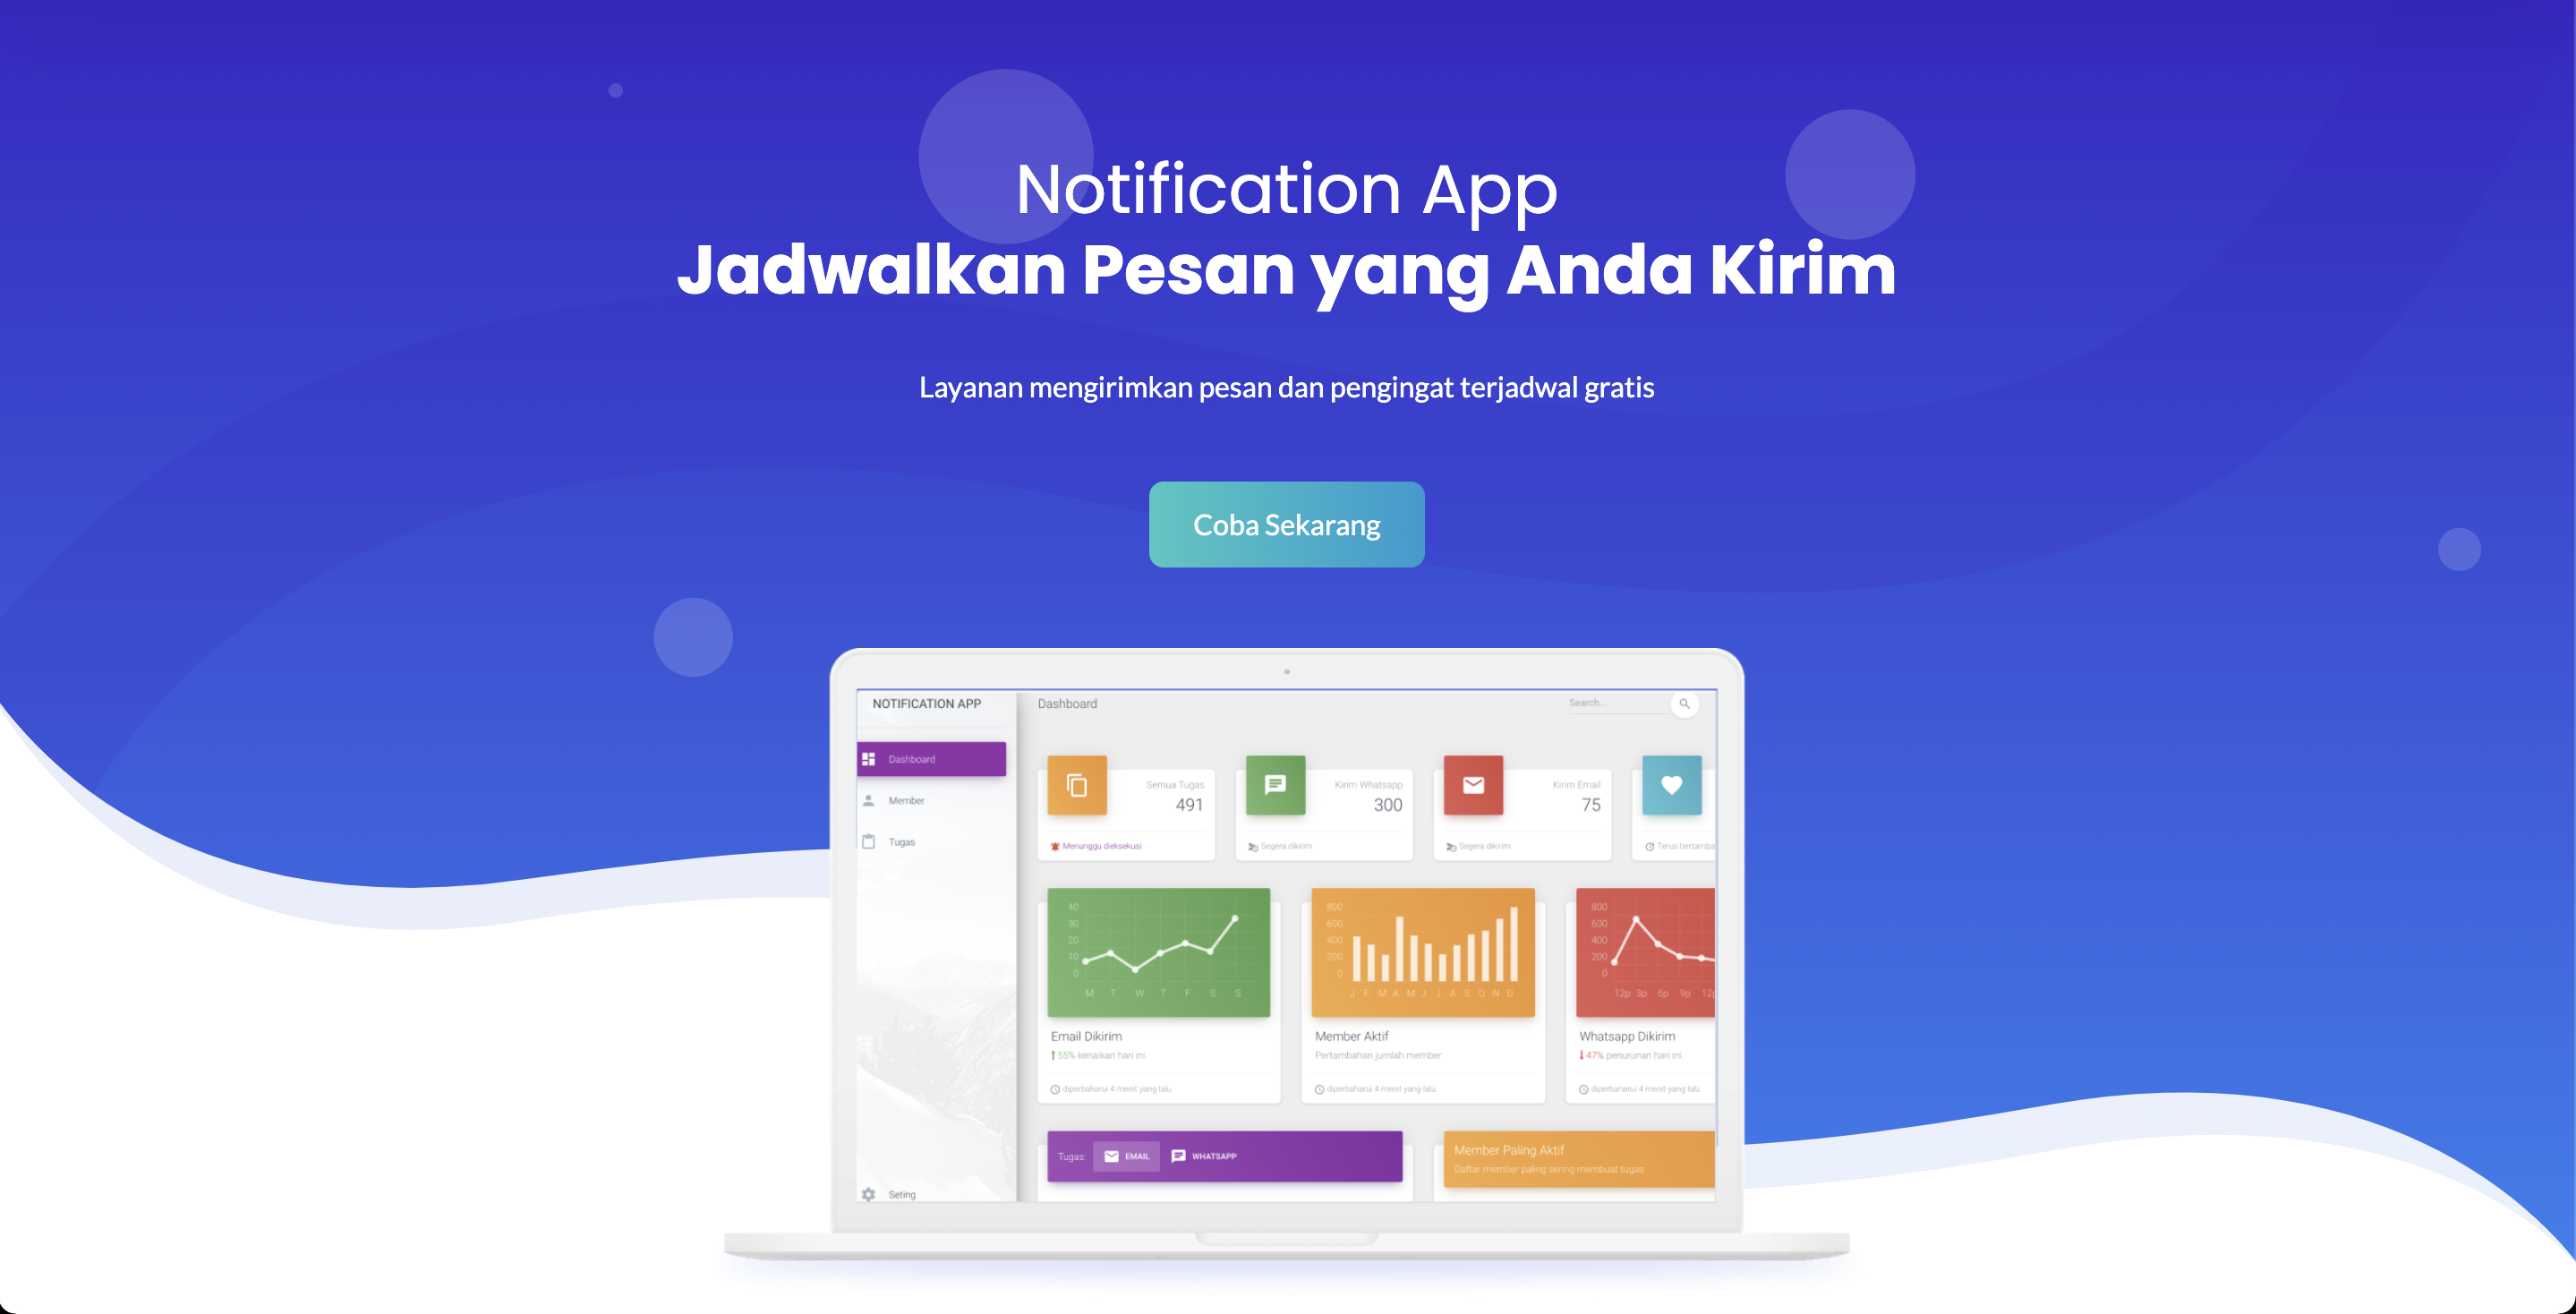 Notification App
Jadwalkan Pesan yang Anda Kirim
Layanan mengirimkan pesan dan pengingat terjadwal gratis
Coba Sekarang
NOTIFICATION APP
Dashboard
Search...
Dashboard
Member
Tugas
Seting
Semua Tugas
491
Menunggu dieksekusi
Kirim Whatsapp
300
Segera dikirim
Kirim Email
75
Segera dikirim
Terus bertamba
40
30
20
10
0
M T W T F S S
Email Dikirim
55% kenaikan hari ini.
diperbaharui 4 menit yang lalu
800
600
400
200
0
J F M A M J J A S O N D
Member Aktif
Pertambahan jumlah member
diperbaharui 4 menit yang lalu
800
600
400
200
0
12p 3p 6p 9p 12p
Whatsapp Dikirim
47% penurunan hari ini.
diperbaharui 4 menit yang lalu
Tugas: EMAIL WHATSAPP
Member Paling Aktif
Daftar member paling sering membuat tugas